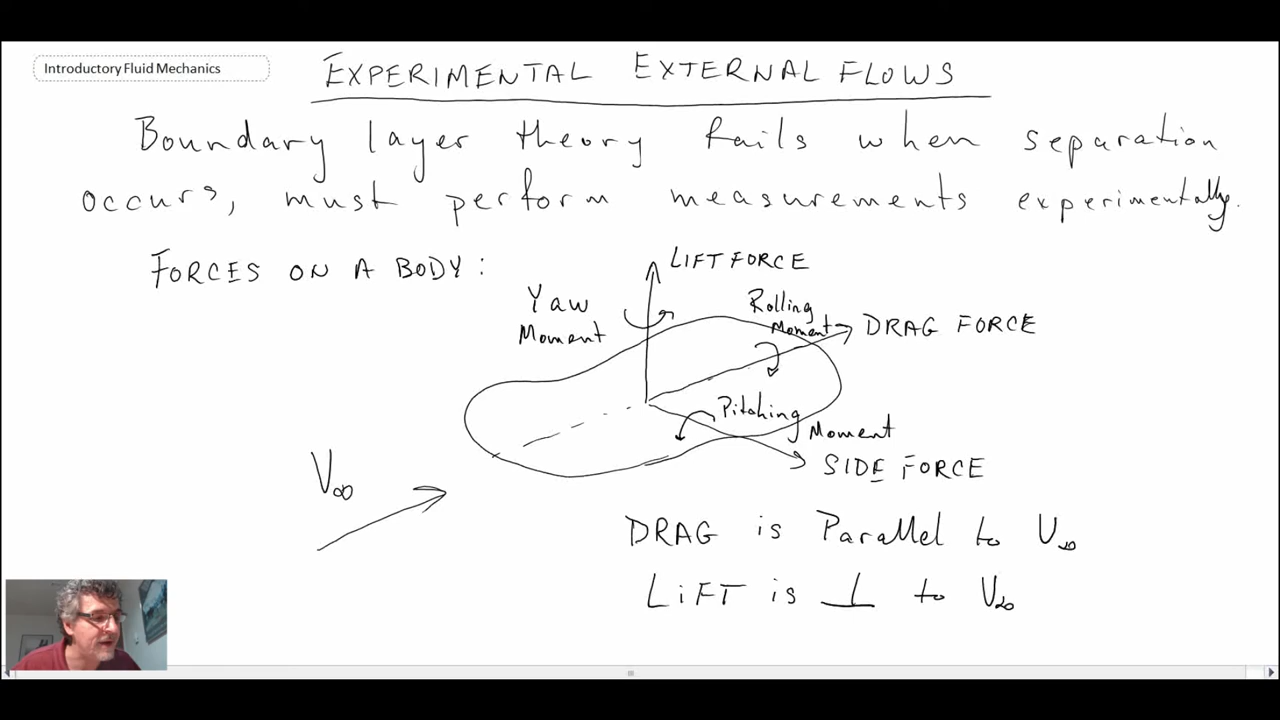 Introductory Fluid Mechanics
EXPERIMENTAL EXTERNAL FLOWS
Boundary layer theory fails when separation
occurs, must perform measurements experimentally.
FORCES ON A BODY:
LIFT FORCE
Yaw
Moment
Rolling
Moment
DRAG FORCE
Pitching
Moment
SIDE FORCE
V∞
DRAG is Parallel to V∞
LiFT is ⊥ to V∞